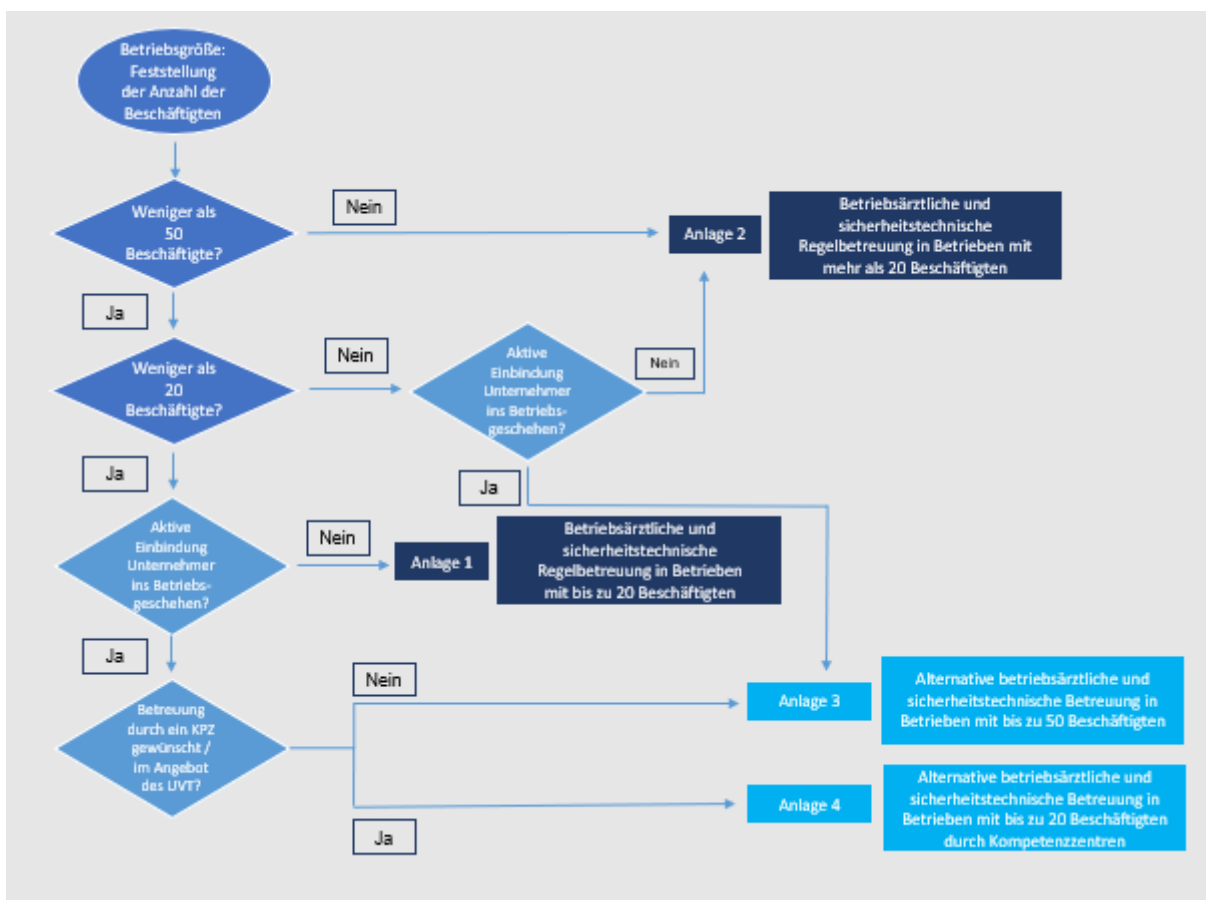 Betriebsgröße:
Feststellung
der Anzahl der
Beschäftigten
Weniger als
50
Beschäftigte?
Nein
Anlage 2
Betriebsärztliche und
sicherheitstechnische
Regelbetreuung in Betrieben mit
mehr als 20 Beschäftigten
Ja
Weniger als
20
Beschäftigte?
Nein
Aktive
Einbindung
Unternehmer
ins Betriebs-
geschehen?
Nein
Ja
Ja
Aktive
Einbindung
Unternehmer
ins Betriebs-
geschehen?
Nein
Anlage 1
Betriebsärztliche und
sicherheitstechnische
Regelbetreuung in Betrieben
mit bis zu 20 Beschäftigten
Ja
Betreuung
durch ein KPZ
gewünscht /
im Angebot
des UVT?
Nein
Anlage 3
Alternative betriebsärztliche und
sicherheitstechnische Betreuung in
Betrieben mit bis zu 50 Beschäftigten
Ja
Anlage 4
Alternative betriebsärztliche und
sicherheitstechnische Betreuung in
Betrieben mit bis zu 20 Beschäftigten
durch Kompetenzzentren